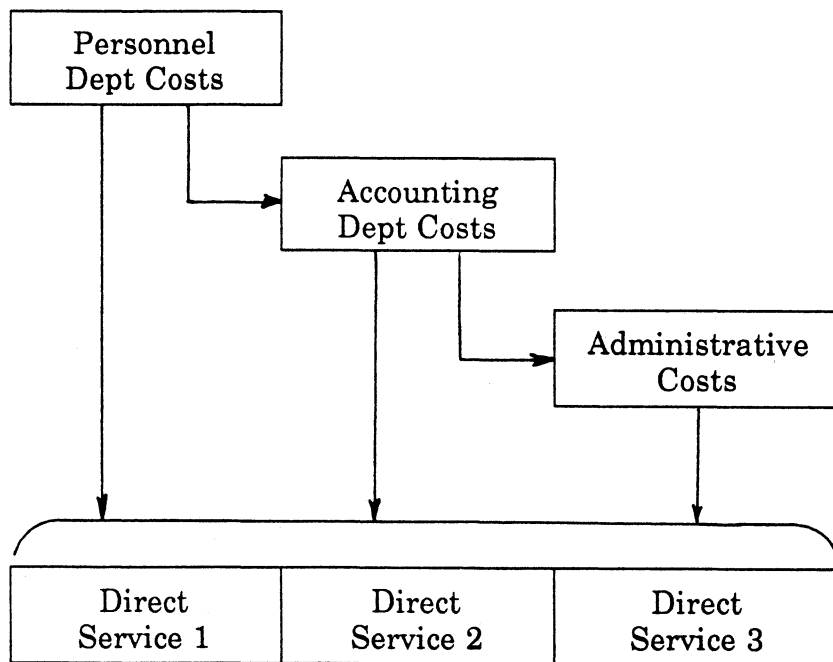 Personnel
Dept Costs
Accounting
Dept Costs
Administrative
Costs
Direct
Service 1
Direct
Service 2
Direct
Service 3